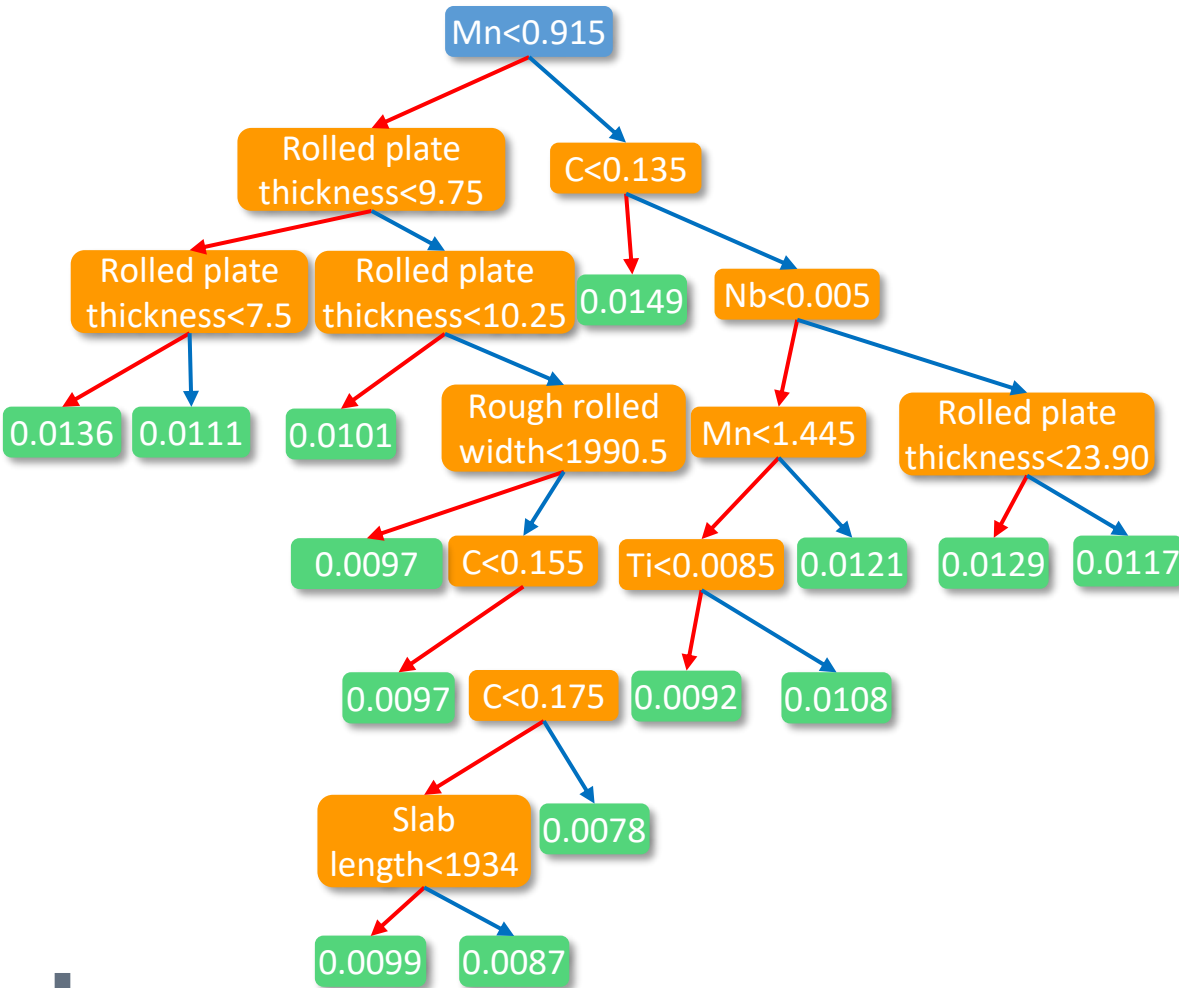 Mn<0.915
Rolled plate
thickness<9.75
C<0.135
Rolled plate
thickness<7.5
Rolled plate
thickness<10.25
0.0149
Nb<0.005
0.0136
0.0111
0.0101
Rough rolled
width<1990.5
Mn<1.445
Rolled plate
thickness<23.90
0.0097
C<0.155
Ti<0.0085
0.0121
0.0129
0.0117
0.0097
C<0.175
0.0092
0.0108
Slab
length<1934
0.0078
0.0099
0.0087